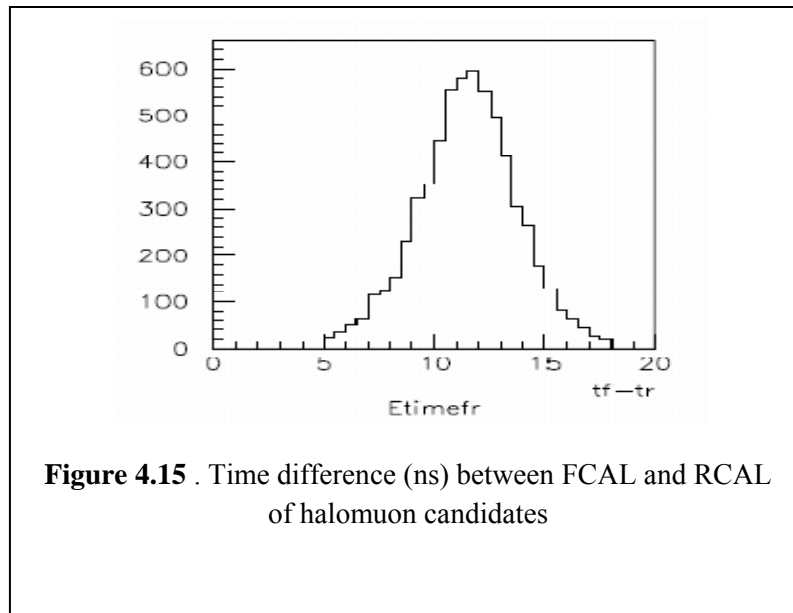 600
500
400
300
200
100
0
0 5 10 15 20
tf-tr
Etimefr
Figure 4.15 . Time difference (ns) between FCAL and RCAL
of halomuon candidates